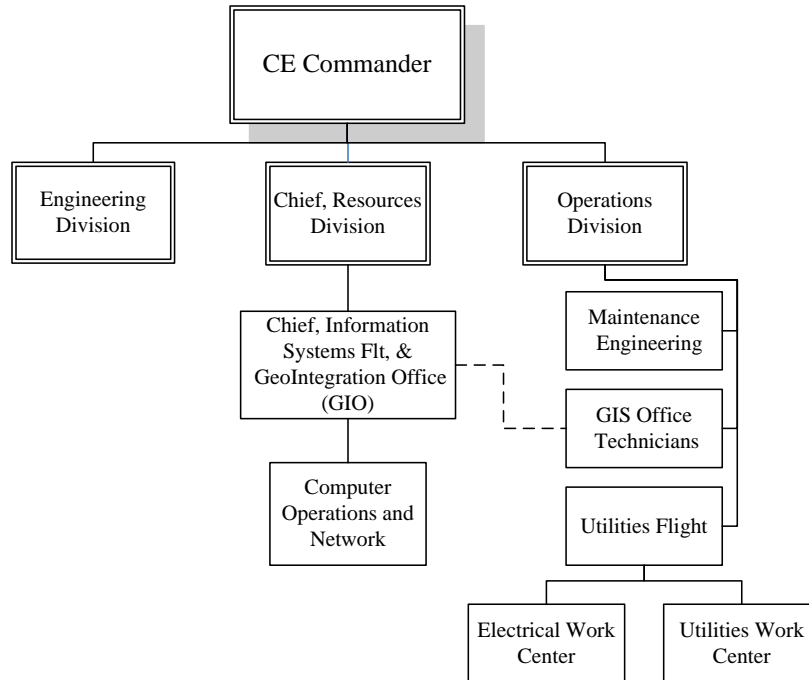 CE Commander
Engineering
Division
Chief, Resources
Division
Operations
Division
Chief, Information
Systems Flt, &
GeoIntegration Office
(GIO)
Maintenance
Engineering
GIS Office
Technicians
Computer
Operations and
Network
Utilities Flight
Electrical Work
Center
Utilities Work
Center